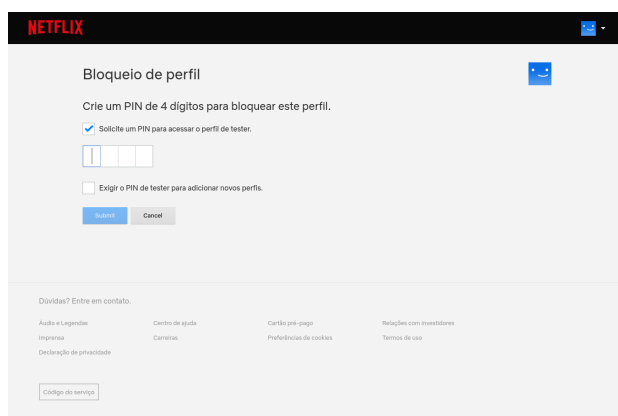 NETFLIX
Bloqueio de perfil
Crie um PIN de 4 dígitos para bloquear este perfil.
Solicite um PIN para acessar o perfil de tester.
Exigir o PIN de tester para adicionar novos perfis.
Submit Cancel
Dúvidas? Entre em contato.
Áudio e Legendas Centro de ajuda Cartão pré-pago Relações com investidores
Imprensa Carreiras Preferências de cookies Termos de uso
Declaração de privacidade
Código do serviço